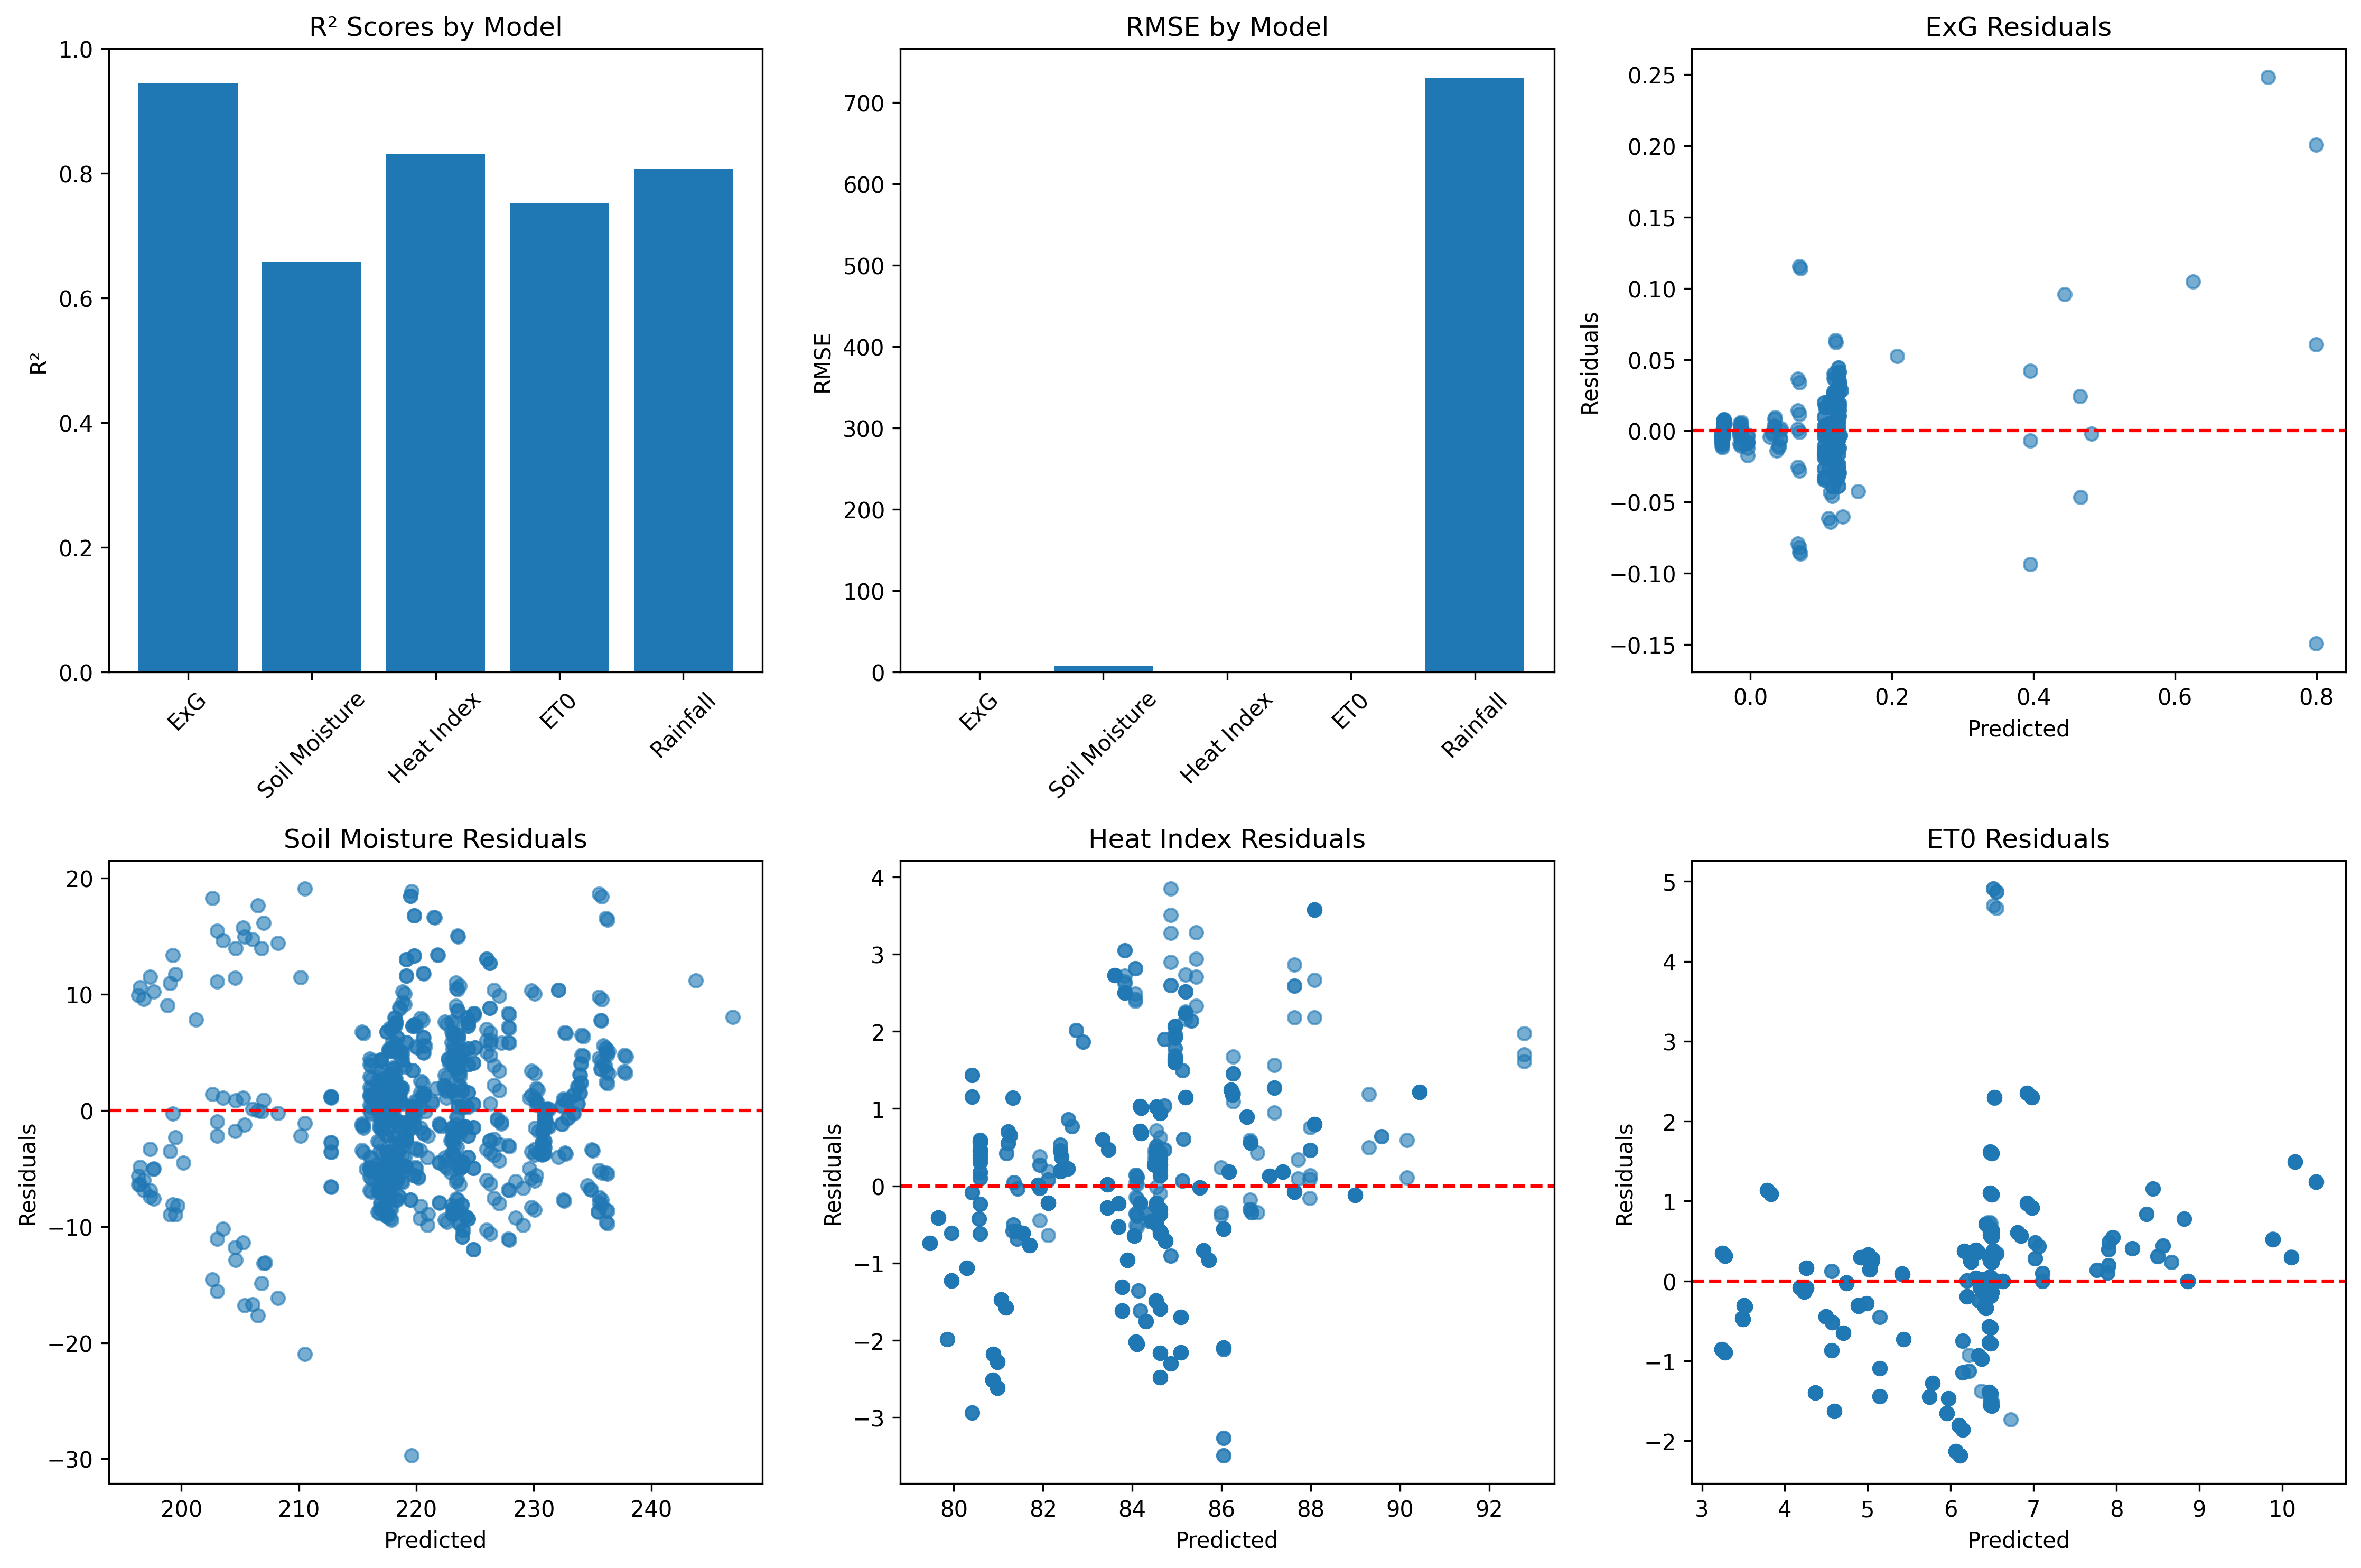 R² Scores by Model
1.0
0.8
0.6
0.4
0.2
0.0
R²
ExG
Soil Moisture
Heat Index
ET0
Rainfall
RMSE by Model
700
600
500
400
300
200
100
0
RMSE
ExG
Soil Moisture
Heat Index
ET0
Rainfall
ExG Residuals
0.25
0.20
0.15
0.10
0.05
0.00
−0.05
−0.10
−0.15
Residuals
0.0 0.2 0.4 0.6 0.8
Predicted
Soil Moisture Residuals
20
10
0
−10
−20
−30
Residuals
200 210 220 230 240
Predicted
Heat Index Residuals
4
3
2
1
0
−1
−2
−3
Residuals
80 82 84 86 88 90 92
Predicted
ET0 Residuals
5
4
3
2
1
0
−1
−2
Residuals
3 4 5 6 7 8 9 10
Predicted